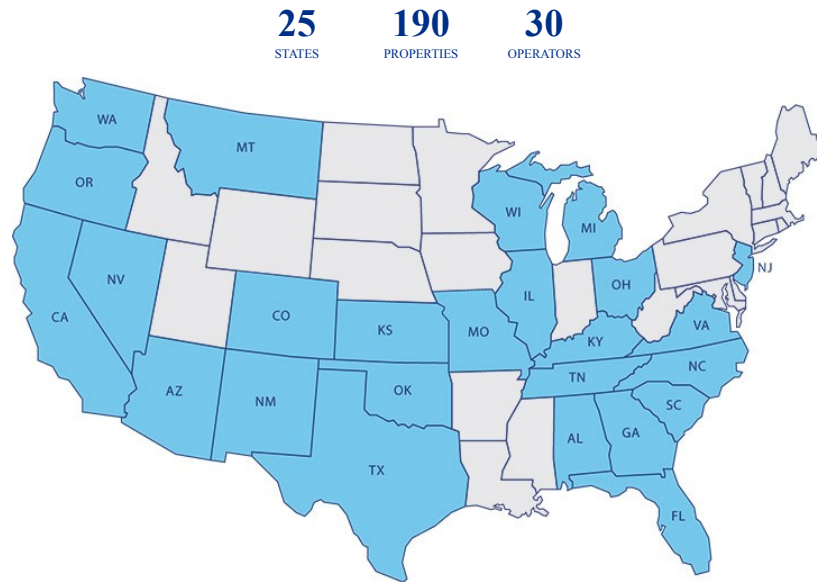 25 190 30
STATES PROPERTIES OPERATORS
WA
MT
OR
WI
MI
NJ
NV
IL
OH
CA
CO
KS
MO
KY
VA
AZ
NM
OK
TN
NC
SC
AL
GA
TX
FL